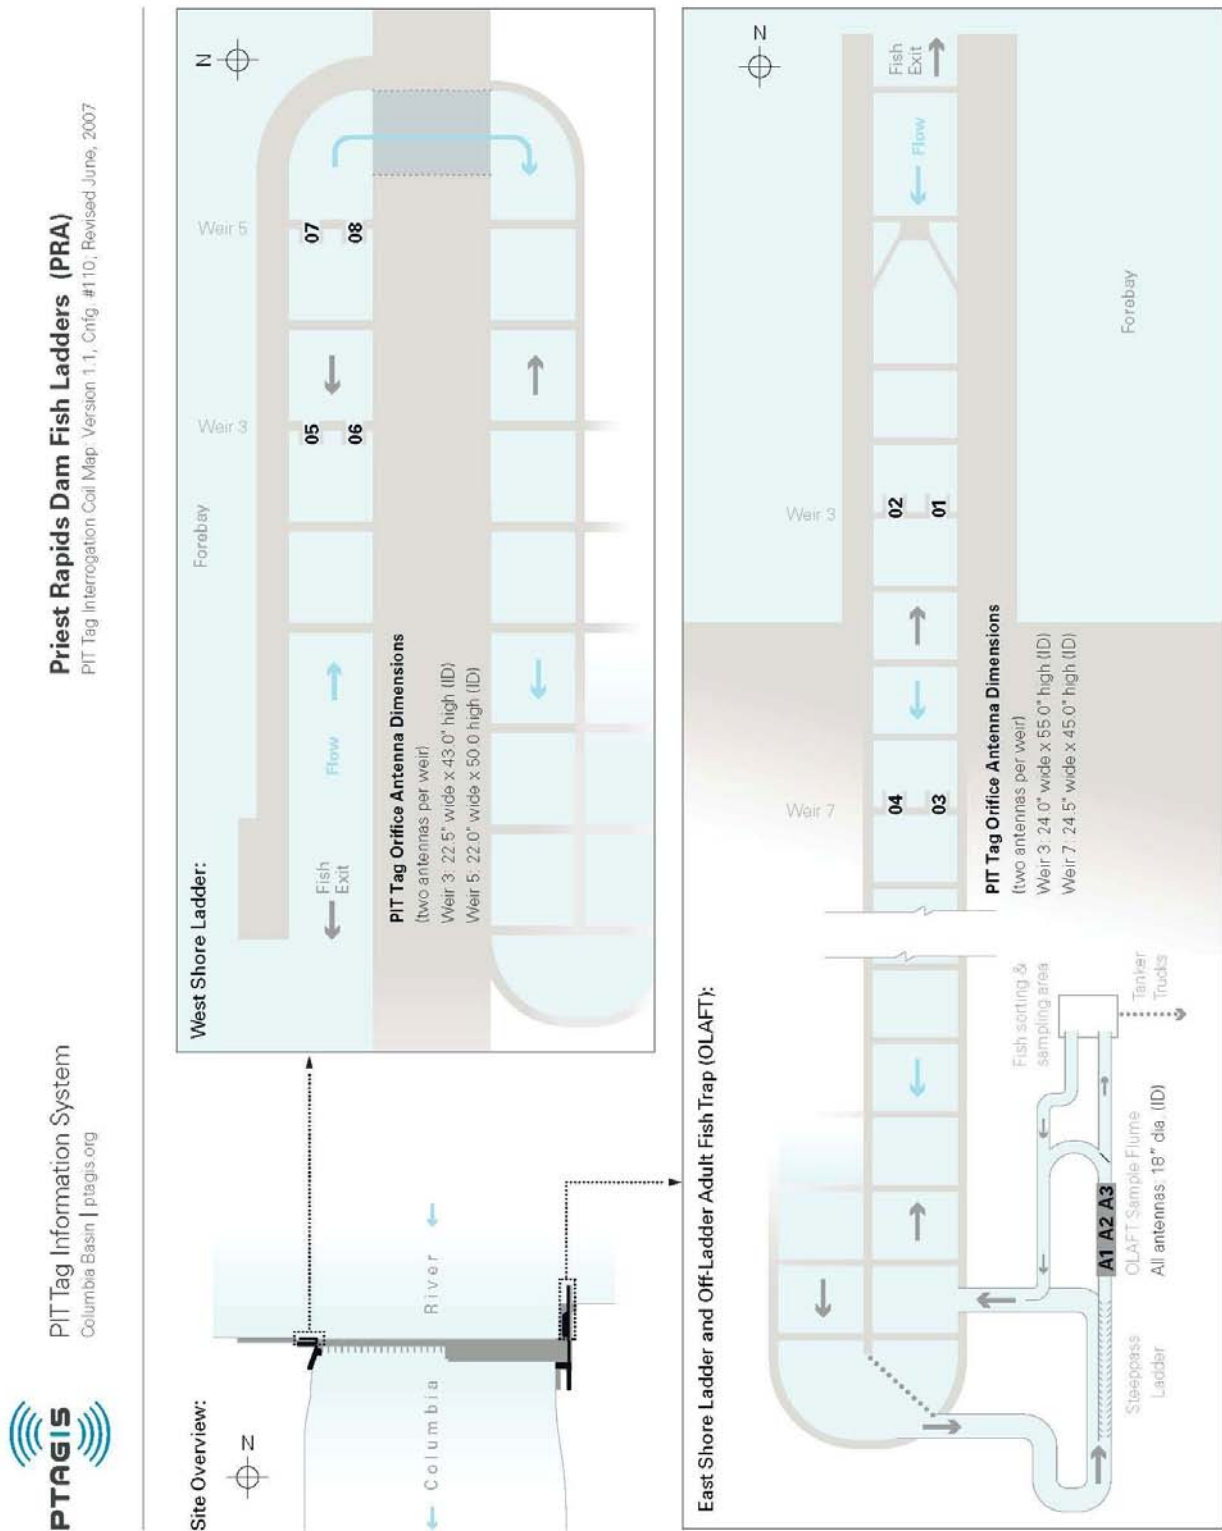 PTAGIS
PIT Tag Information System
Columbia Basin | ptagis.org
Priest Rapids Dam Fish Ladders (PRA)
PIT Tag Interrogation Coil Map: Version 1.1, Cnfg. #110; Revised June, 2007
Site Overview:
N
Columbia
River
West Shore Ladder:
Forebay
Weir 3
Weir 5
N
Fish
Exit
Flow
05
06
07
08
PIT Tag Orifice Antenna Dimensions
(two antennas per weir)
Weir 3: 22.5" wide x 43.0" high (ID)
Weir 5: 22.0" wide x 50.0 high (ID)
East Shore Ladder and Off-Ladder Adult Fish Trap (OLAFT):
N
Weir 7
Weir 3
04
03
02
01
Flow
Fish
Exit
Forebay
PIT Tag Orifice Antenna Dimensions
(two antennas per weir)
Weir 3: 24.0" wide x 55.0" high (ID)
Weir 7: 24.5" wide x 45.0" high (ID)
Fish sorting &
sampling area
Tanker
Trucks
A1 A2 A3
Steeppass
Ladder
OLAFT Sample Flume
All antennas: 18" dia. (ID)